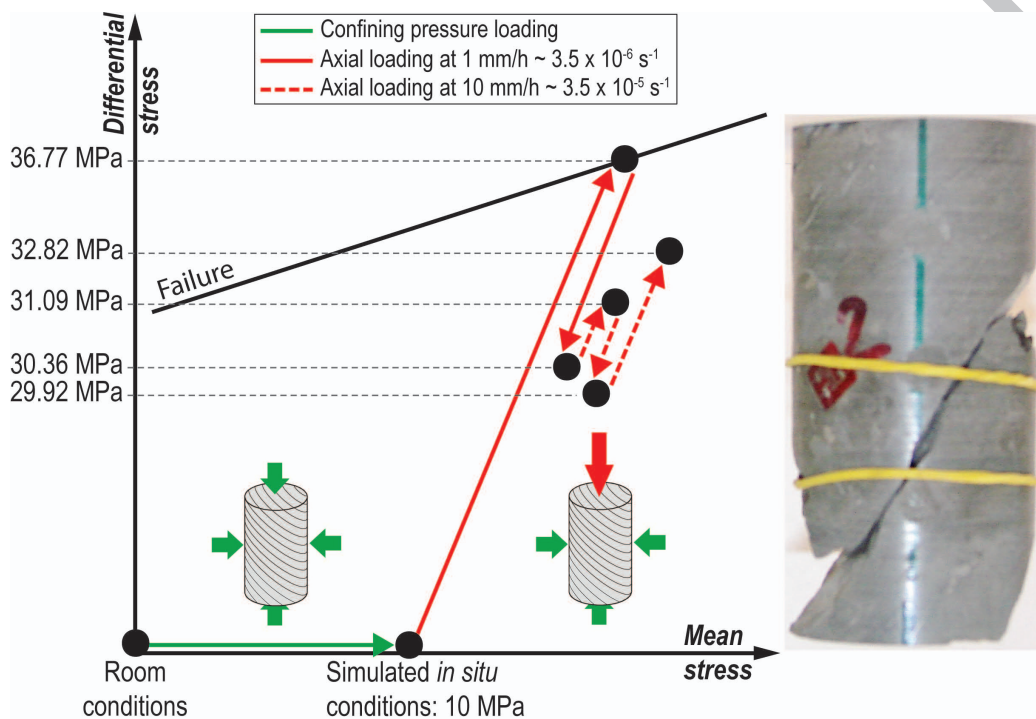 Differential
stress
Confining pressure loading
Axial loading at 1 mm/h ~ 3.5 x 10⁻⁶ s⁻¹
Axial loading at 10 mm/h ~ 3.5 x 10⁻⁵ s⁻¹
36.77 MPa
32.82 MPa
31.09 MPa
30.36 MPa
29.92 MPa
Failure
Mean
stress
Room
conditions
Simulated in situ
conditions: 10 MPa
2